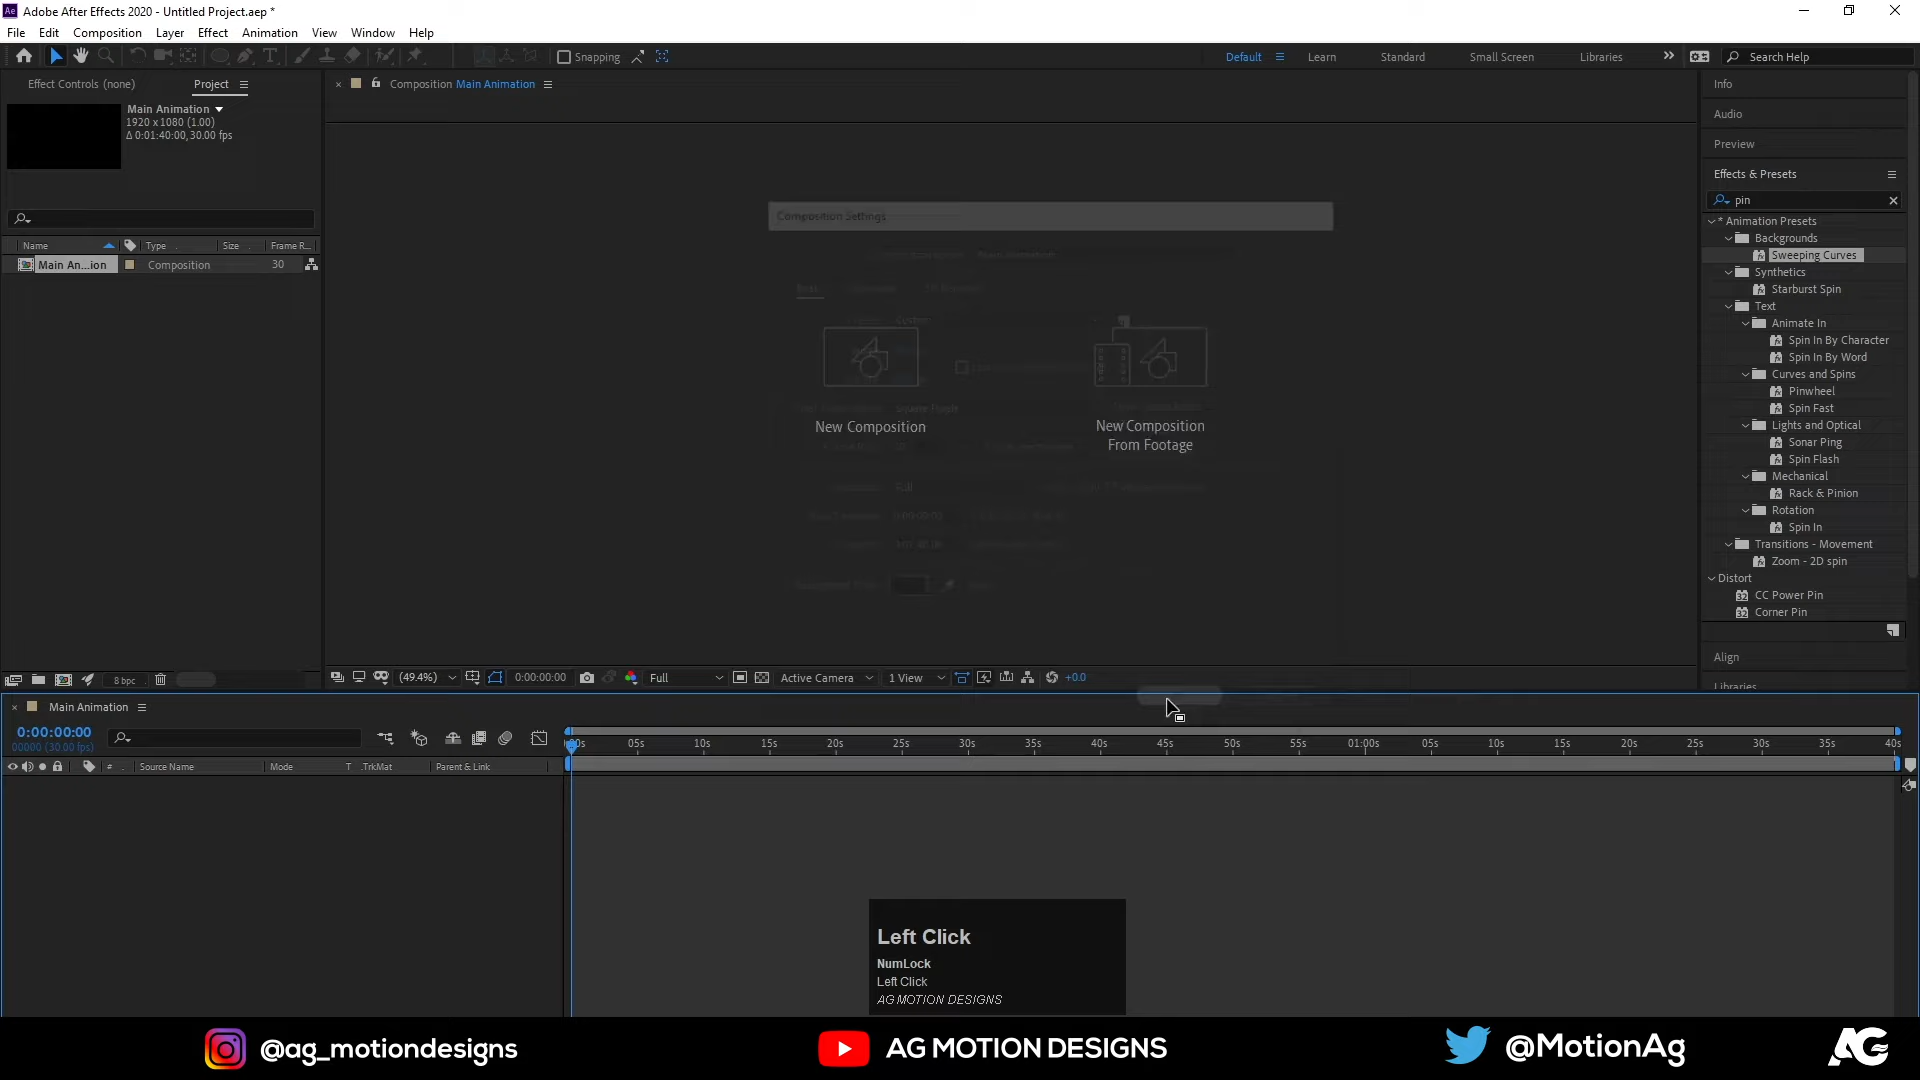 Adobe After Effects 2020 - Untitled Project.aep *
File Edit Composition Layer Effect Animation View Window Help
Snapping
Default Learn Standard Small Screen Libraries Search Help
Effect Controls (none) Project
Composition Main Animation
Main Animation
1920 x 1080 (1.00)
Δ 0:01:40:00, 30.00 fps
Name Type Size Frame R...
Main An...ion Composition 30
8 bpc
Composition Settings
Square Pixels
Full
New Composition
New Composition
From Footage
(49.4%) 0:00:00:00 Full Active Camera 1 View +0.0
Info
Audio
Preview
Effects & Presets
pin
* Animation Presets
Backgrounds
Sweeping Curves
Synthetics
Starburst Spin
Text
Animate In
Spin In By Character
Spin In By Word
Curves and Spins
Pinwheel
Spin Fast
Lights and Optical
Sonar Ping
Spin Flash
Mechanical
Rack & Pinion
Rotation
Spin In
Transitions - Movement
Zoom - 2D spin
Distort
CC Power Pin
Corner Pin
Align
Libraries
Main Animation
0:00:00:00
00000 (30.00 fps)
# Source Name Mode T .TrkMat Parent & Link
05s 10s 15s 20s 25s 30s 35s 40s 45s 50s 55s 01:00s 05s 10s 15s 20s 25s 30s 35s 40s
Left Click
NumLock
Left Click
AG MOTION DESIGNS
@ag_motiondesigns AG MOTION DESIGNS @MotionAg AG